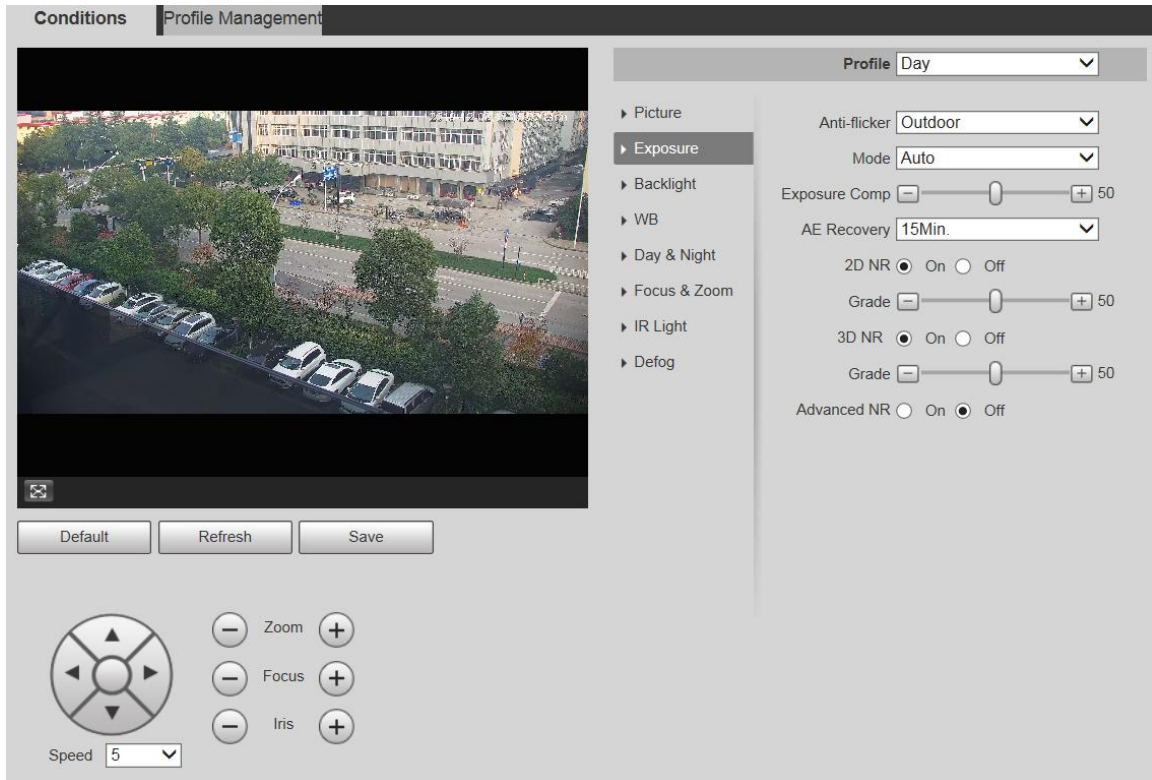 Conditions
Profile Management
Profile Day
Picture
Exposure
Backlight
WB
Day & Night
Focus & Zoom
IR Light
Defog
Anti-flicker Outdoor
Mode Auto
Exposure Comp 50
AE Recovery 15Min.
2D NR On Off
Grade 50
3D NR On Off
Grade 50
Advanced NR On Off
Default Refresh Save
Zoom
Focus
Iris
Speed 5